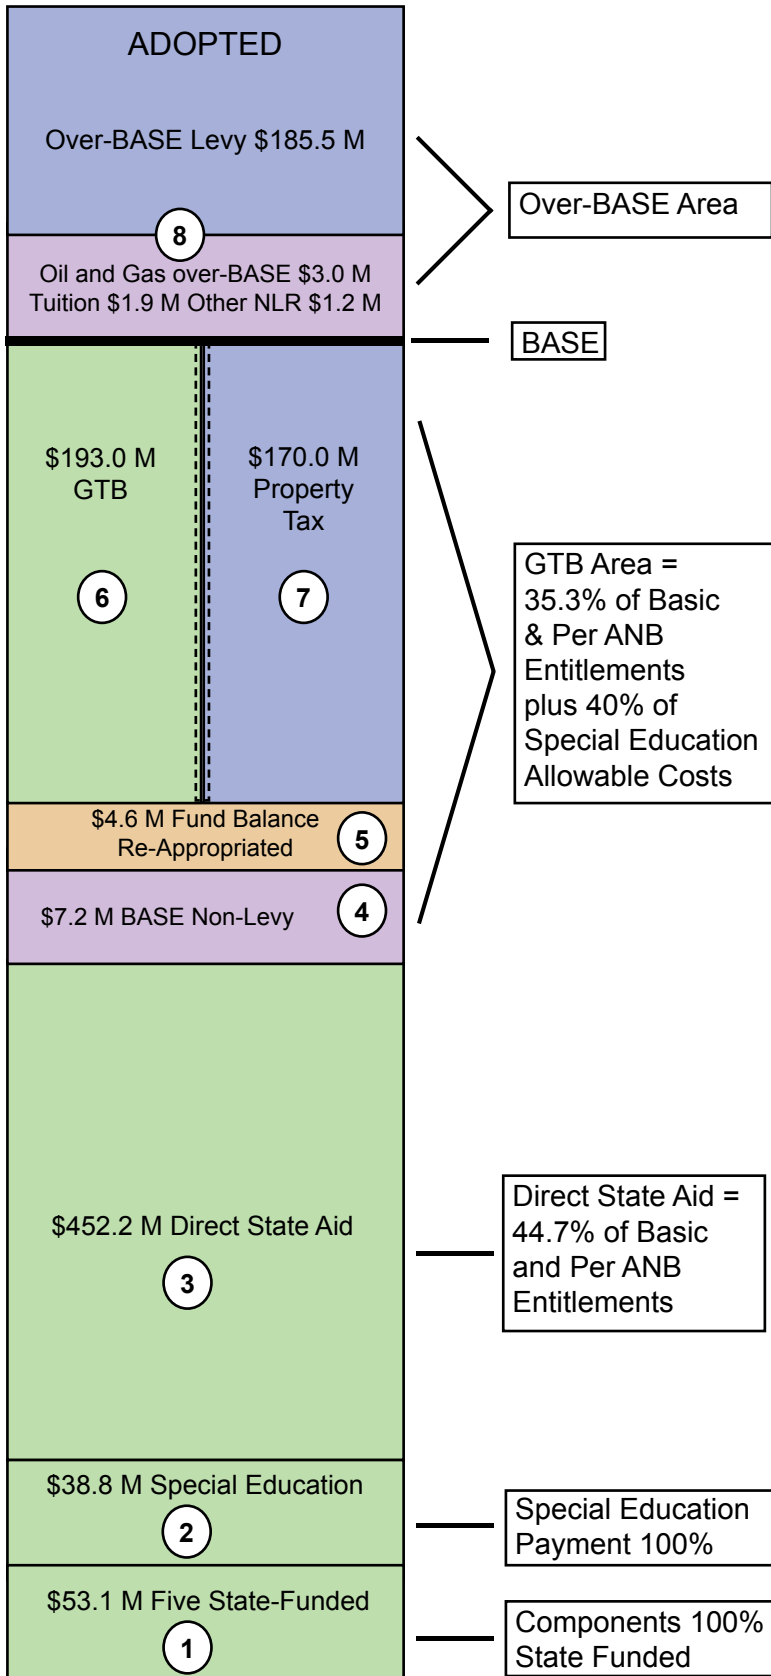 ADOPTED
Over-BASE Levy $185.5 M
8
Oil and Gas over-BASE $3.0 M
Tuition $1.9 M Other NLR $1.2 M
Over-BASE Area
BASE
$193.0 M
GTB
6
$170.0 M
Property
Tax
7
GTB Area =
35.3% of Basic
& Per ANB
Entitlements
plus 40% of
Special Education
Allowable Costs
$4.6 M Fund Balance
Re-Appropriated
5
$7.2 M BASE Non-Levy
4
$452.2 M Direct State Aid
3
Direct State Aid =
44.7% of Basic
and Per ANB
Entitlements
$38.8 M Special Education
2
Special Education
Payment 100%
$53.1 M Five State-Funded
1
Components 100%
State Funded